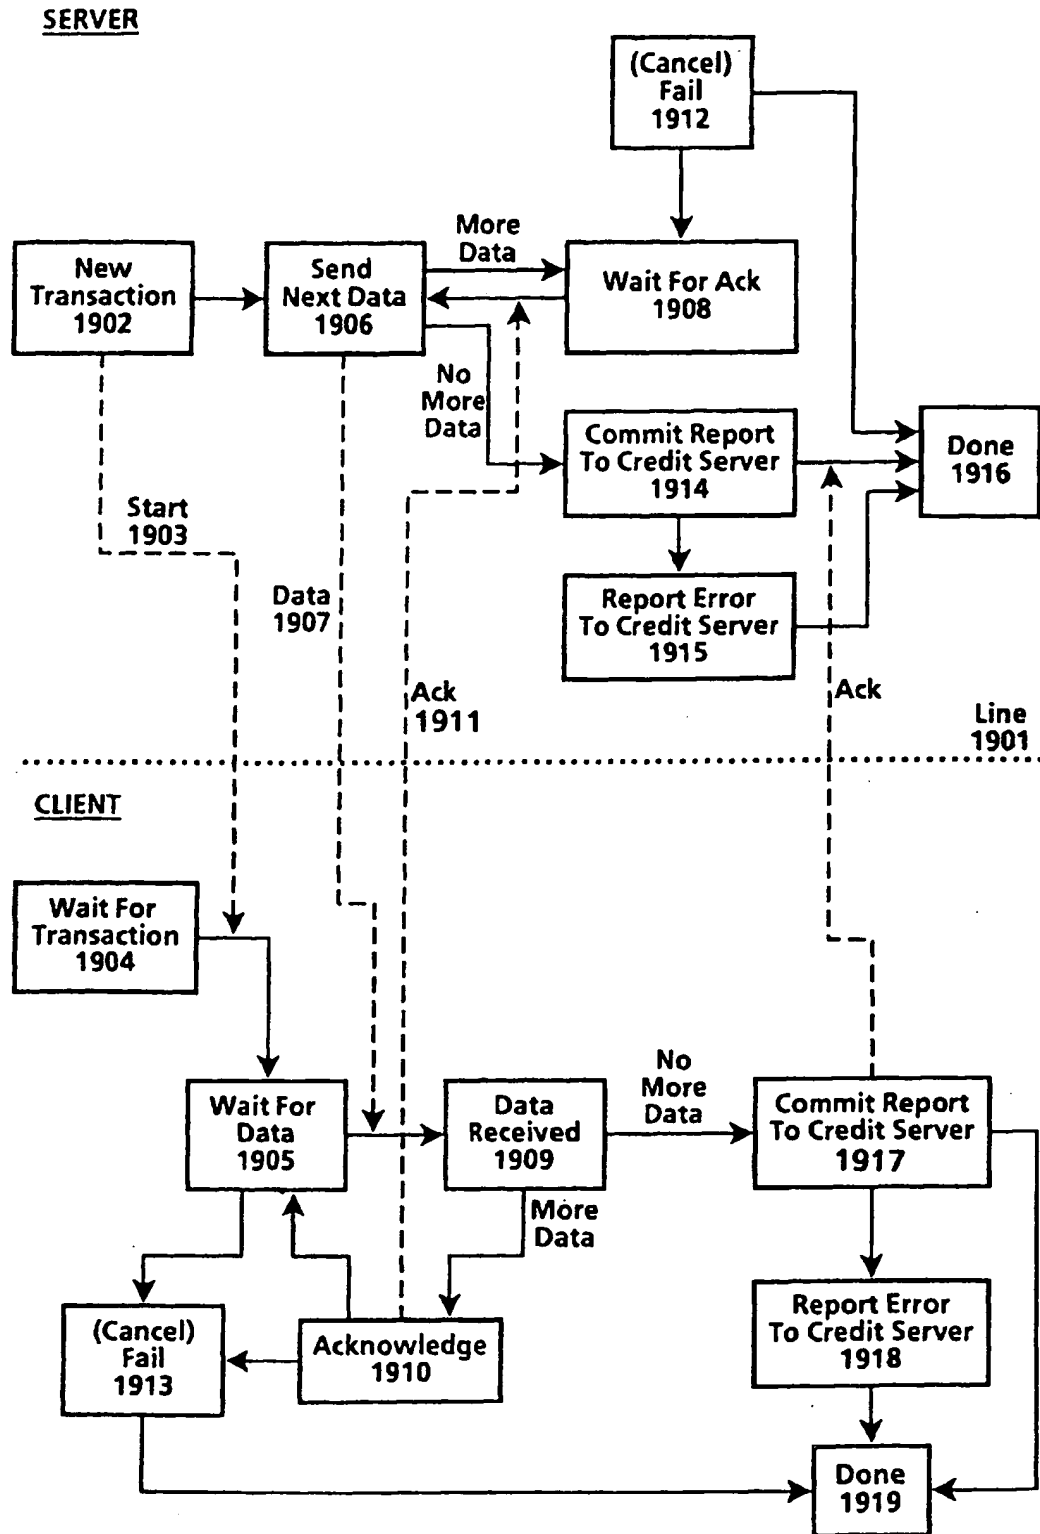 SERVER
(Cancel)
Fail
1912
New
Transaction
1902
Send
Next Data
1906
More
Data
Wait For Ack
1908
No
More
Data
Commit Report
To Credit Server
1914
Done
1916
Start
1903
Data
1907
Report Error
To Credit Server
1915
Ack
1911
Ack
Line
1901
CLIENT
Wait For
Transaction
1904
Wait For
Data
1905
Data
Received
1909
No
More
Data
Commit Report
To Credit Server
1917
More
Data
(Cancel)
Fail
1913
Acknowledge
1910
Report Error
To Credit Server
1918
Done
1919